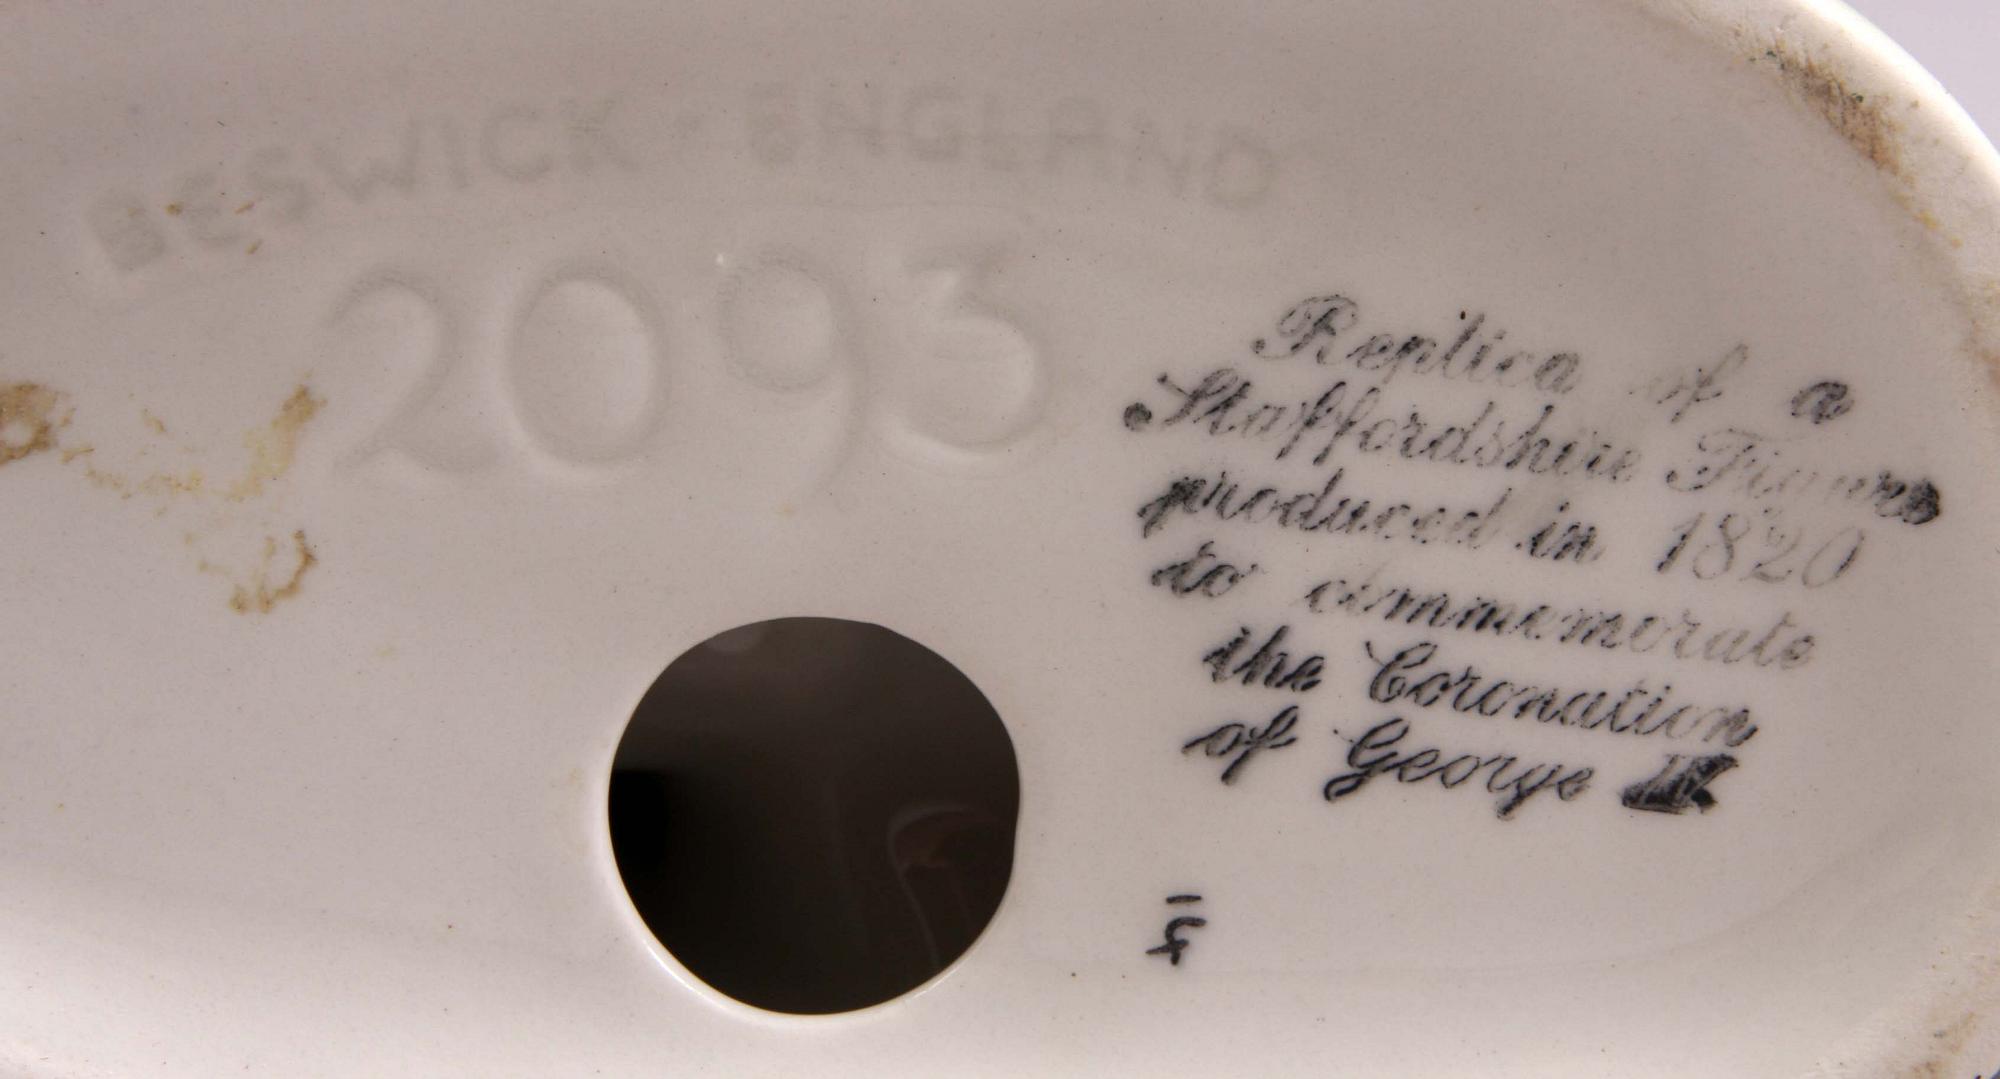 BESWICK · ENGLAND
2093
Replica of a
Staffordshire Figure
produced in 1820
to commemorate
the Coronation
of George IV